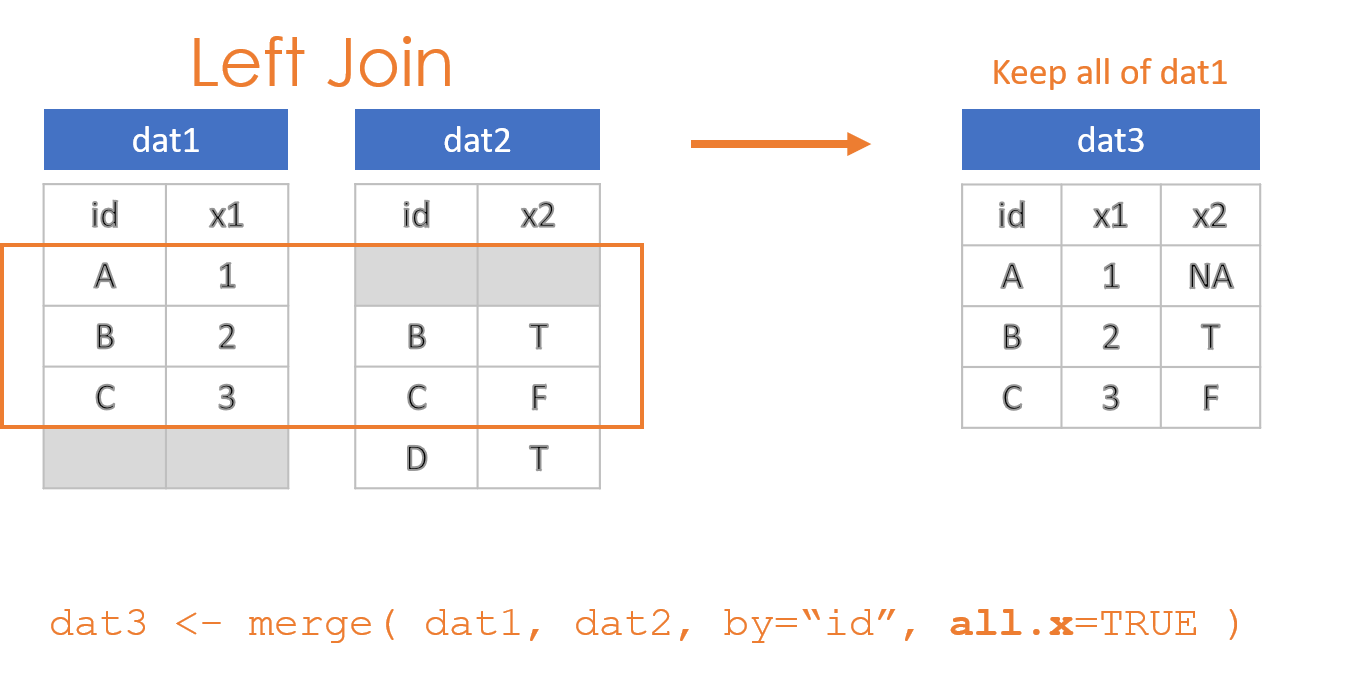 Left Join
Keep all of dat1
dat1 dat2 dat3
id x1 id x2 id x1 x2
A 1 A 1 NA
B 2 B T B 2 T
C 3 C F C 3 F
D T
dat3 <- merge( dat1, dat2, by=“id”, all.x=TRUE )